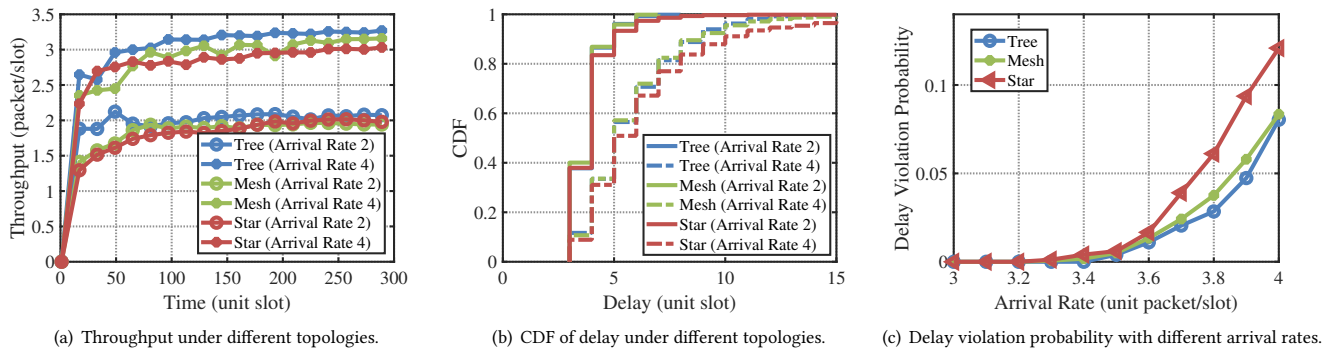 3.5
3
2.5
2
1.5
1
0.5
0
Throughput (packet/slot)
Tree (Arrival Rate 2)
Tree (Arrival Rate 4)
Mesh (Arrival Rate 2)
Mesh (Arrival Rate 4)
Star (Arrival Rate 2)
Star (Arrival Rate 4)
0 50 100 150 200 250 300
Time (unit slot)
(a) Throughput under different topologies.
1
0.8
0.6
0.4
0.2
0
CDF
Tree (Arrival Rate 2)
Tree (Arrival Rate 4)
Mesh (Arrival Rate 2)
Mesh (Arrival Rate 4)
Star (Arrival Rate 2)
Star (Arrival Rate 4)
0 5 10 15
Delay (unit slot)
(b) CDF of delay under different topologies.
Tree
Mesh
Star
0.1
0.05
0
Delay Violation Probability
3 3.2 3.4 3.6 3.8 4
Arrival Rate (unit packet/slot)
(c) Delay violation probability with different arrival rates.